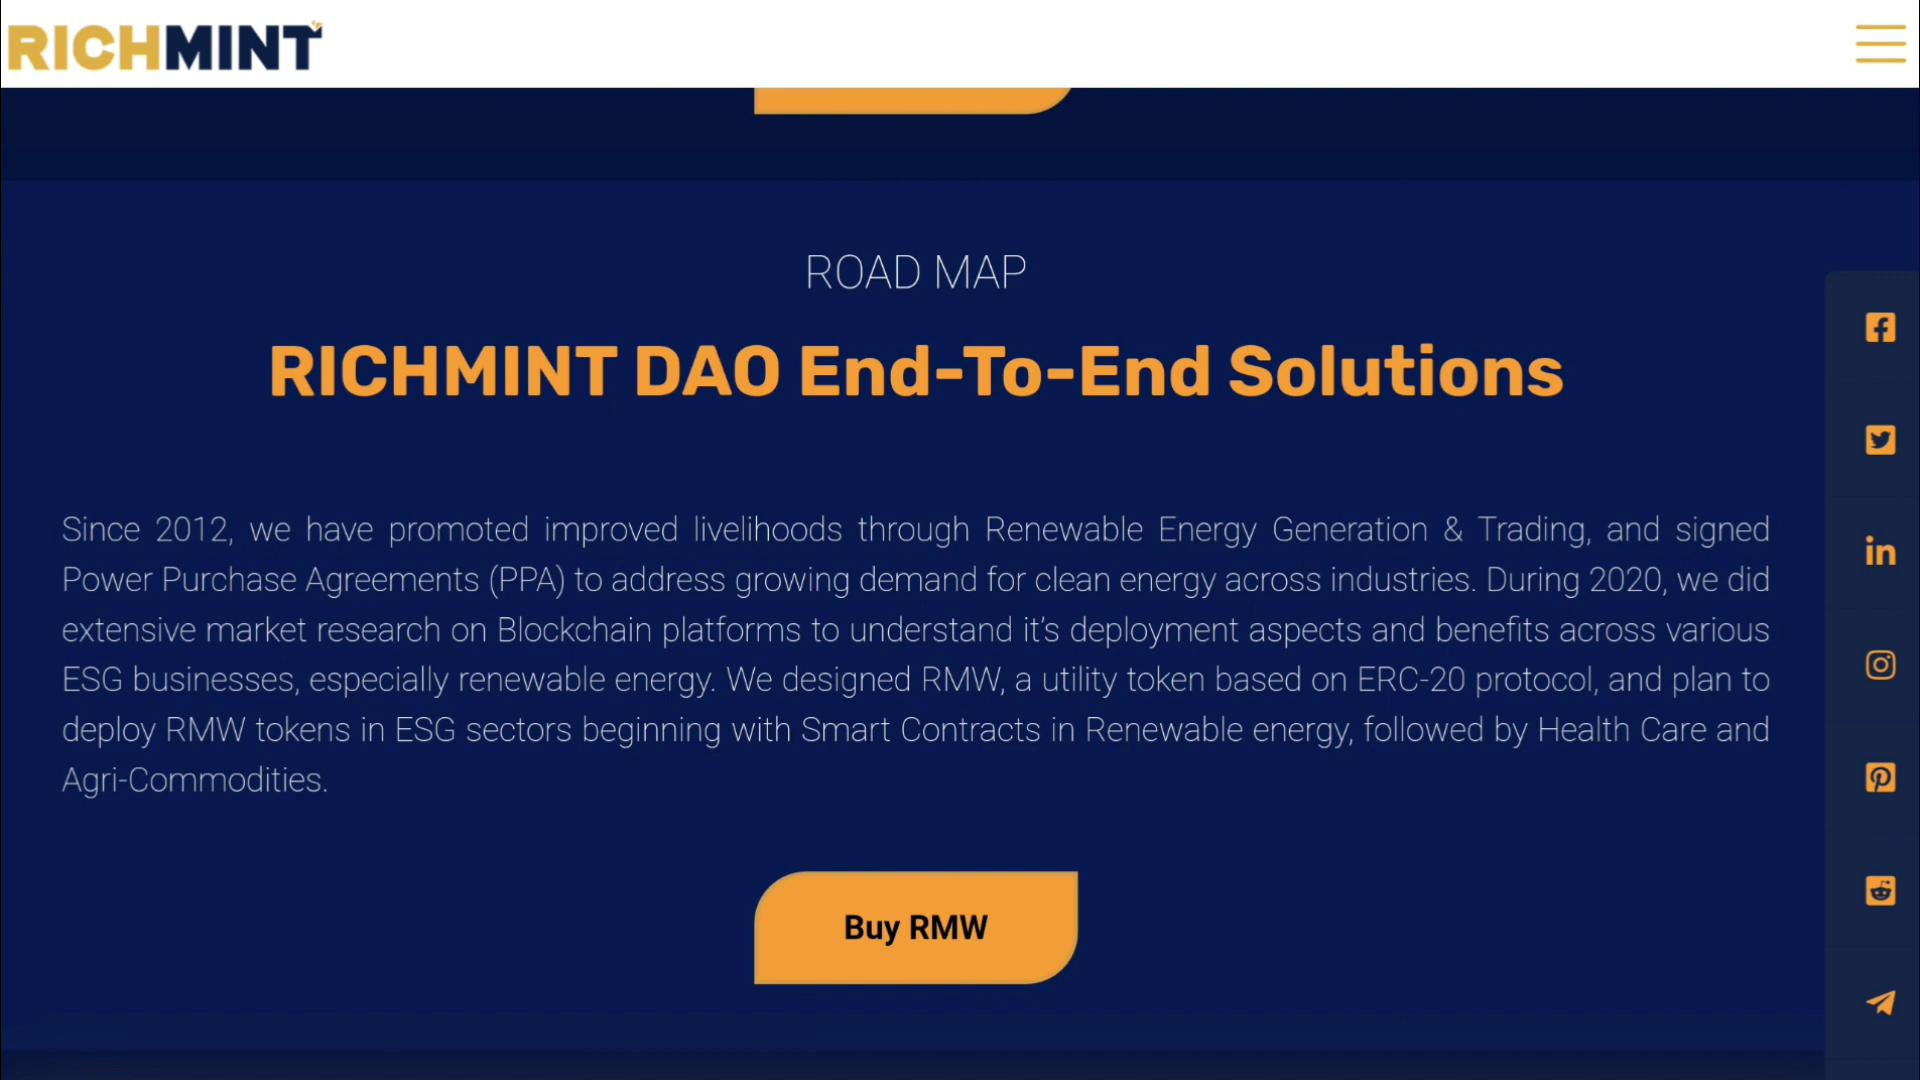 RICHMINT
ROAD MAP
RICHMINT DAO End-To-End Solutions
Since 2012, we have promoted improved livelihoods through Renewable Energy Generation & Trading, and signed
Power Purchase Agreements (PPA) to address growing demand for clean energy across industries. During 2020, we did
extensive market research on Blockchain platforms to understand it's deployment aspects and benefits across various
ESG businesses, especially renewable energy. We designed RMW, a utility token based on ERC-20 protocol, and plan to
deploy RMW tokens in ESG sectors beginning with Smart Contracts in Renewable energy, followed by Health Care and
Agri-Commodities.
Buy RMW